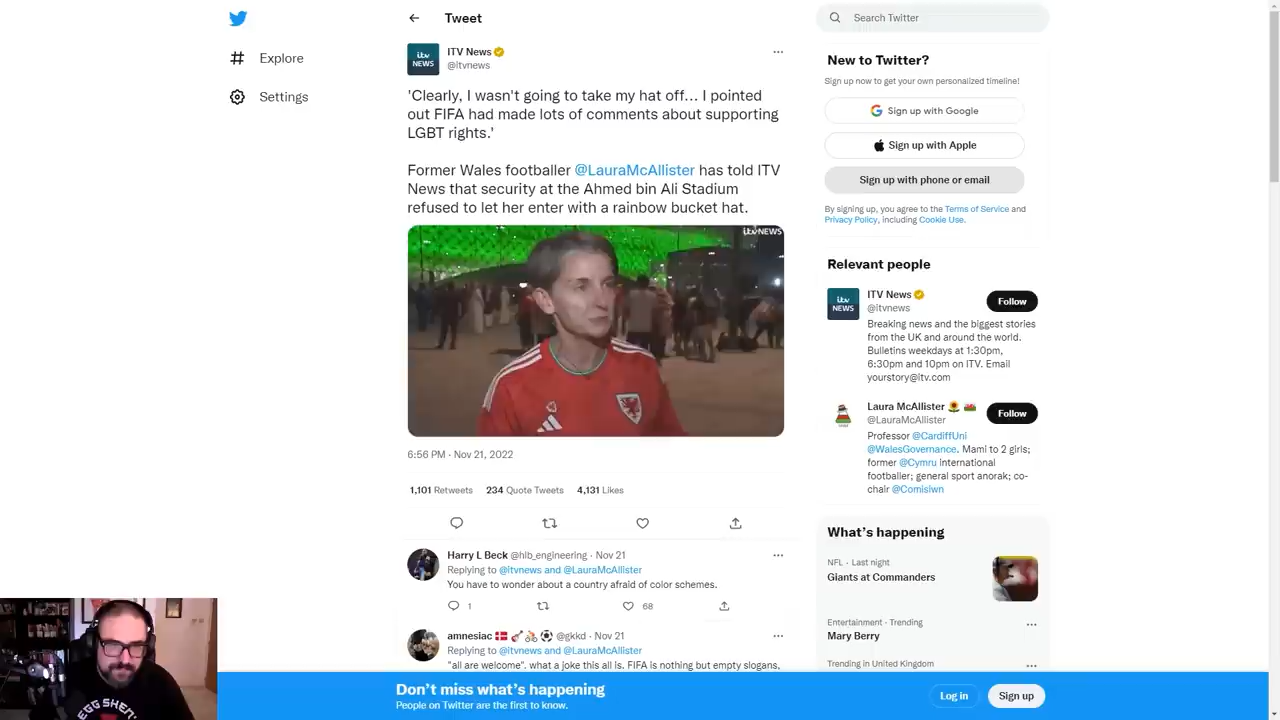 Tweet
Search Twitter
Explore
Settings
itv NEWS
ITV News
@itvnews
'Clearly, I wasn't going to take my hat off… I pointed
out FIFA had made lots of comments about supporting
LGBT rights.'
Former Wales footballer @LauraMcAllister has told ITV
News that security at the Ahmed bin Ali Stadium
refused to let her enter with a rainbow bucket hat.
itv NEWS
6:56 PM · Nov 21, 2022
1,101 Retweets 234 Quote Tweets 4,131 Likes
Harry L Beck @hlb_engineering · Nov 21
Replying to @itvnews and @LauraMcAllister
You have to wonder about a country afraid of color schemes.
1 68
amnesiac @gkkd · Nov 21
Replying to @itvnews and @LauraMcAllister
"all are welcome". what a joke this all is. FIFA is nothing but empty slogans,
New to Twitter?
Sign up now to get your own personalized timeline!
Sign up with Google
Sign up with Apple
Sign up with phone or email
By signing up, you agree to the Terms of Service and
Privacy Policy, including Cookie Use.
Relevant people
itv NEWS
ITV News
@itvnews
Follow
Breaking news and the biggest stories
from the UK and around the world.
Bulletins weekdays at 1:30pm,
6:30pm and 10pm on ITV. Email
yourstory@itv.com
Laura McAllister
@LauraMcAllister
Follow
Professor @CardiffUni
@WalesGovernance. Mami to 2 girls;
former @Cymru international
footballer; general sport anorak; co-
chair @Comisiwn
What's happening
NFL · Last night
Giants at Commanders
Entertainment · Trending
Mary Berry
Trending in United Kingdom
Don't miss what's happening
People on Twitter are the first to know.
Log in
Sign up
EGG SHEN